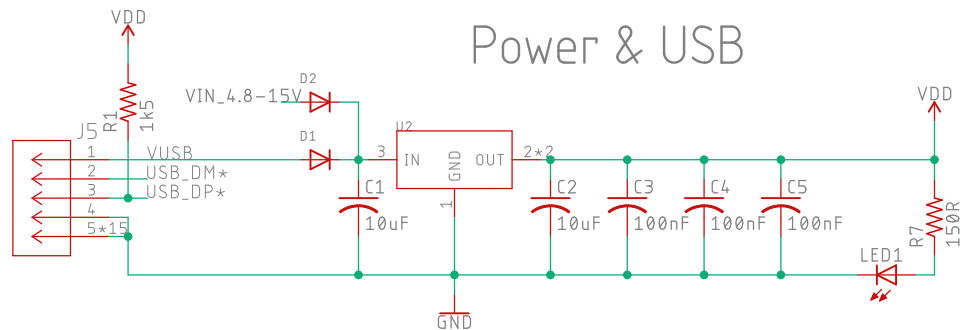 Power & USB
VDD
R1
1k5
J5
1
2
3
4
5*15
VUSB
USB_DM*
USB_DP*
VIN_4.8-15V
D2
D1
U2
3
IN
GND
OUT
2*2
1
C1
10uF
GND
C2
10uF
C3
100nF
C4
100nF
C5
100nF
VDD
R7
150R
LED1